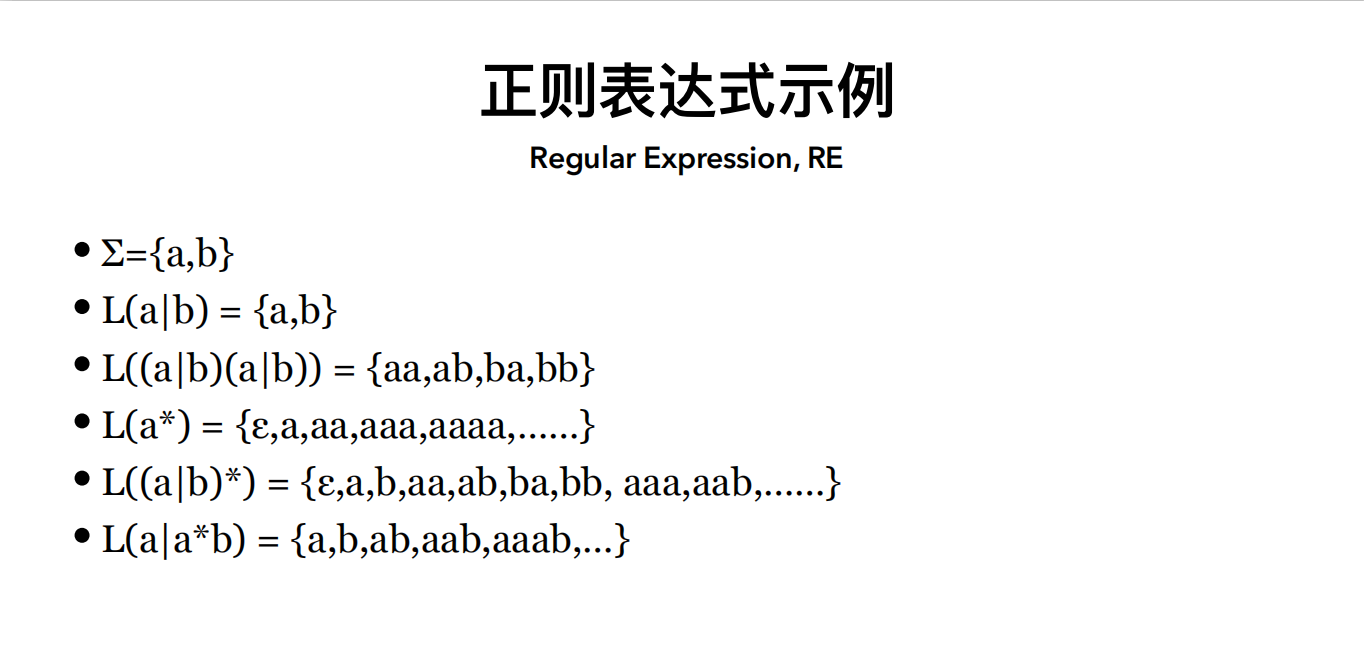 正则表达式示例
Regular Expression, RE
• Σ={a,b}
• L(a|b) = {a,b}
• L((a|b)(a|b)) = {aa,ab,ba,bb}
• L(a*) = {ε,a,aa,aaa,aaaa,......}
• L((a|b)*) = {ε,a,b,aa,ab,ba,bb, aaa,aab,......}
• L(a|a*b) = {a,b,ab,aab,aaab,...}